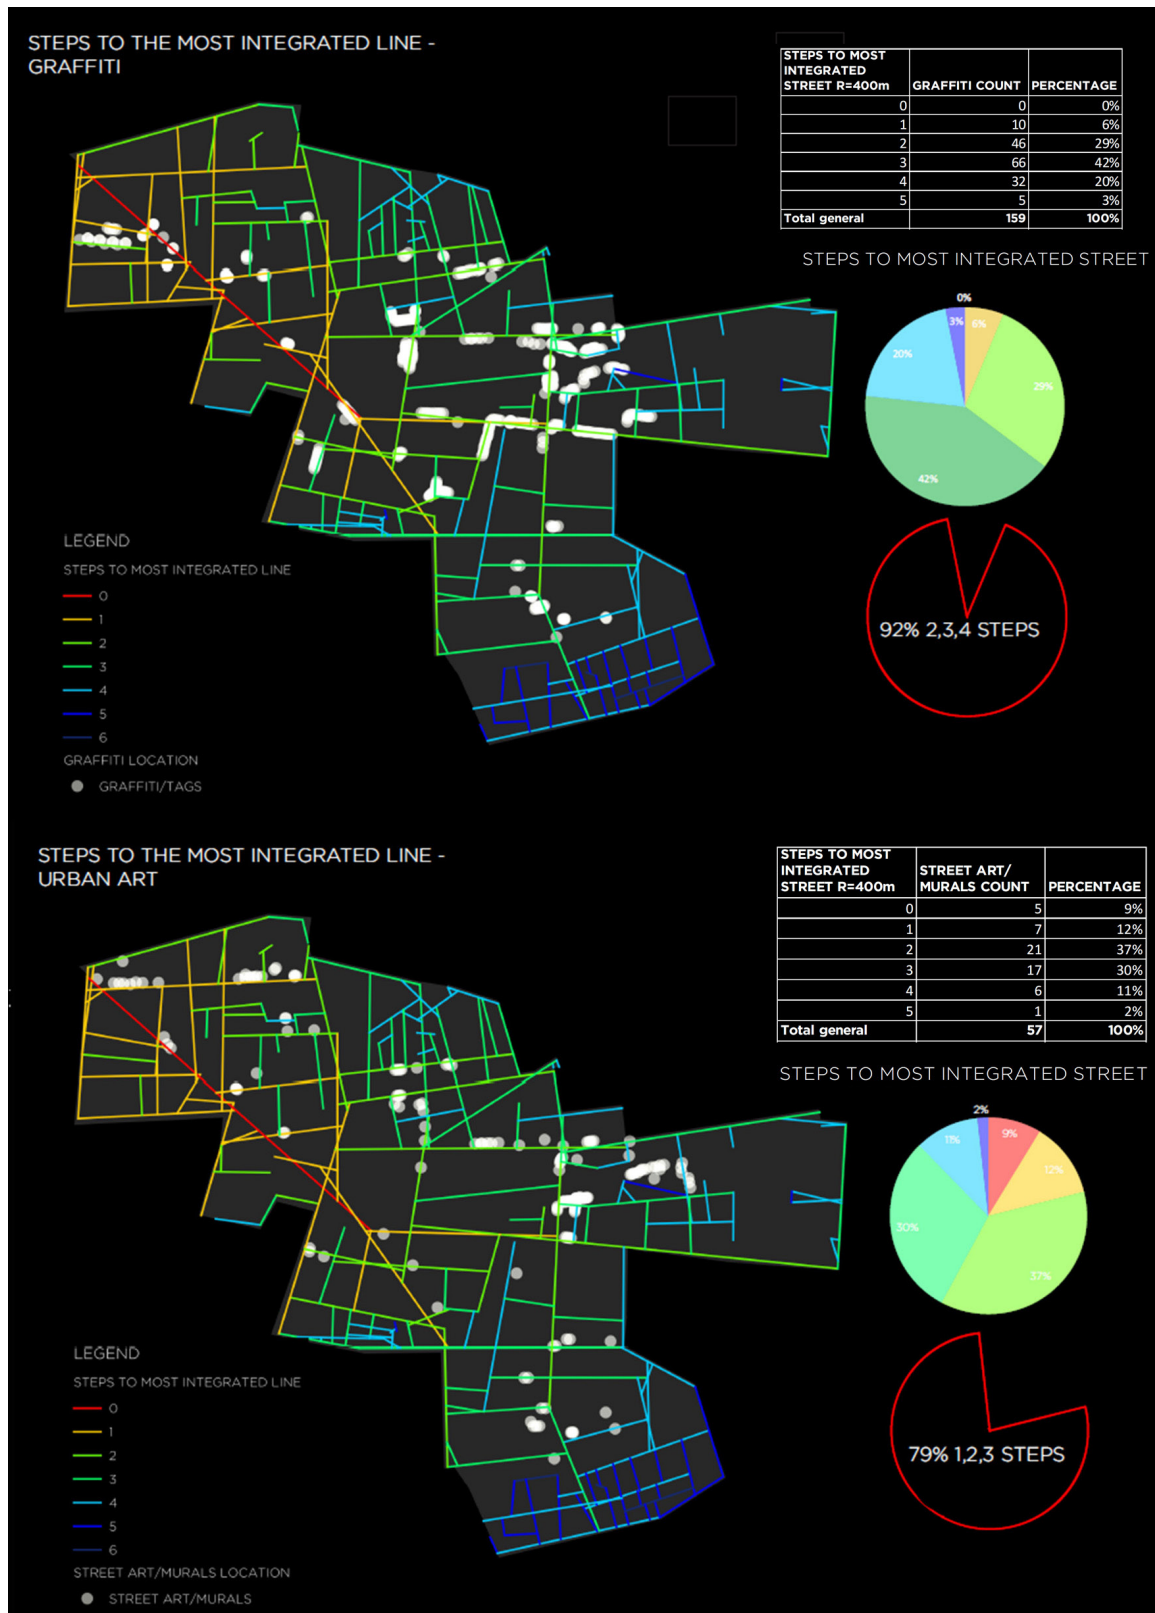 STEPS TO THE MOST INTEGRATED LINE -
GRAFFITI
STEPS TO MOST
INTEGRATED
STREET R=400m GRAFFITI COUNT PERCENTAGE
0 0 0%
1 10 6%
2 46 29%
3 66 42%
4 32 20%
5 5 3%
Total general 159 100%
STEPS TO MOST INTEGRATED STREET
0%
3% 6%
20%
29%
42%
92% 2,3,4 STEPS
LEGEND
STEPS TO MOST INTEGRATED LINE
0
1
2
3
4
5
6
GRAFFITI LOCATION
GRAFFITI/TAGS
STEPS TO THE MOST INTEGRATED LINE -
URBAN ART
STEPS TO MOST
INTEGRATED
STREET R=400m STREET ART/
MURALS COUNT PERCENTAGE
0 5 9%
1 7 12%
2 21 37%
3 17 30%
4 6 11%
5 1 2%
Total general 57 100%
STEPS TO MOST INTEGRATED STREET
2%
11% 9%
12%
30%
37%
79% 1,2,3 STEPS
LEGEND
STEPS TO MOST INTEGRATED LINE
0
1
2
3
4
5
6
STREET ART/MURALS LOCATION
STREET ART/MURALS